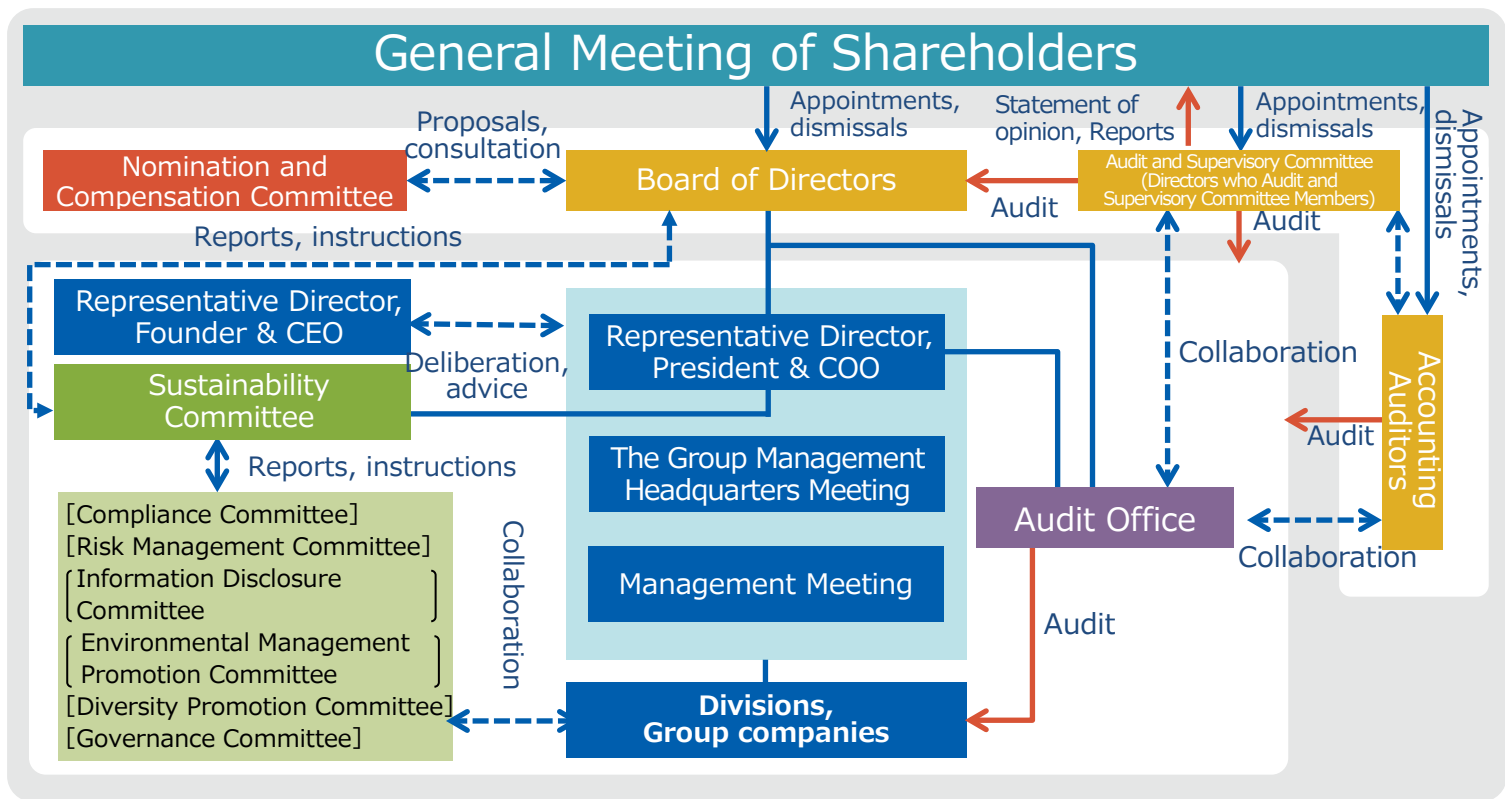 General Meeting of Shareholders
Appointments,
dismissals
Statement of
opinion, Reports
Appointments,
dismissals
Appointments,
dismissals
Proposals,
consultation
Nomination and
Compensation Committee
Board of Directors
Audit and Supervisory Committee
(Directors who Audit and
Supervisory Committee Members)
Audit
Audit
Reports, instructions
Representative Director,
Founder & CEO
Deliberation,
advice
Representative Director,
President & COO
Collaboration
Accounting
Auditors
Sustainability
Committee
Audit
Reports, instructions
The Group Management
Headquarters Meeting
Audit Office
Collaboration
[Compliance Committee]
[Risk Management Committee]
Information Disclosure
Committee
Environmental Management
Promotion Committee
[Diversity Promotion Committee]
[Governance Committee]
Collaboration
Management Meeting
Audit
Divisions,
Group companies